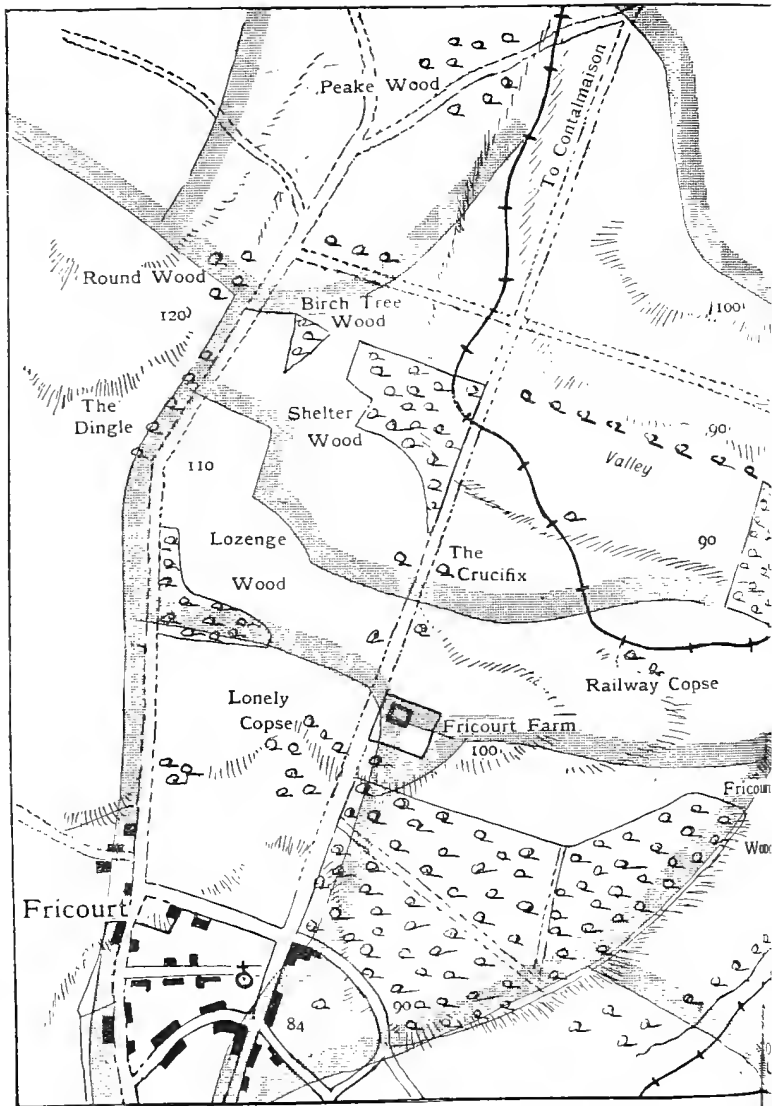 Peake Wood
To Contalmaison
Round Wood
120
Birch Tree
Wood
100
The
Dingle
Shelter
Wood
90
Valley
110
Lozenge
Wood
The
Crucifix
90
Railway Copse
Lonely
Copse
Fricourt Farm
100
Fricourt
84
90